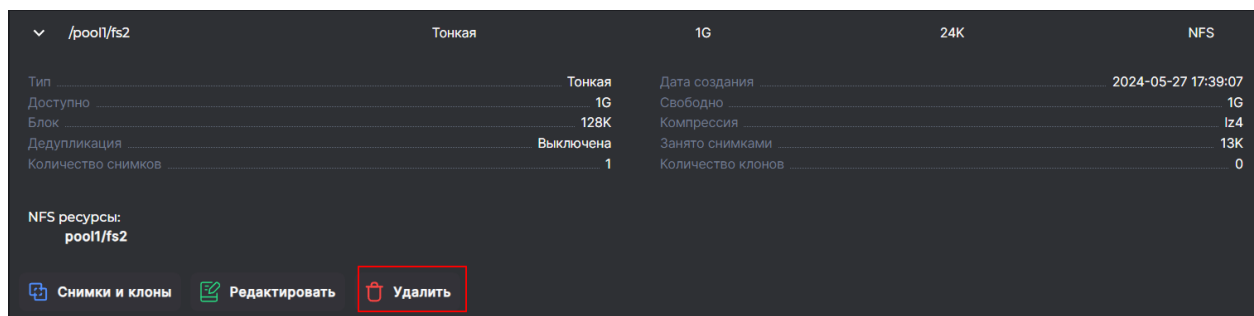 /pool1/fs2 Тонкая 1G 24K NFS
Тип Тонкая Дата создания 2024-05-27 17:39:07
Доступно 1G Свободно 1G
Блок 128K Компрессия lz4
Дедупликация Выключена Занято снимками 13K
Количество снимков 1 Количество клонов 0
NFS ресурсы:
pool1/fs2
Снимки и клоны Редактировать Удалить